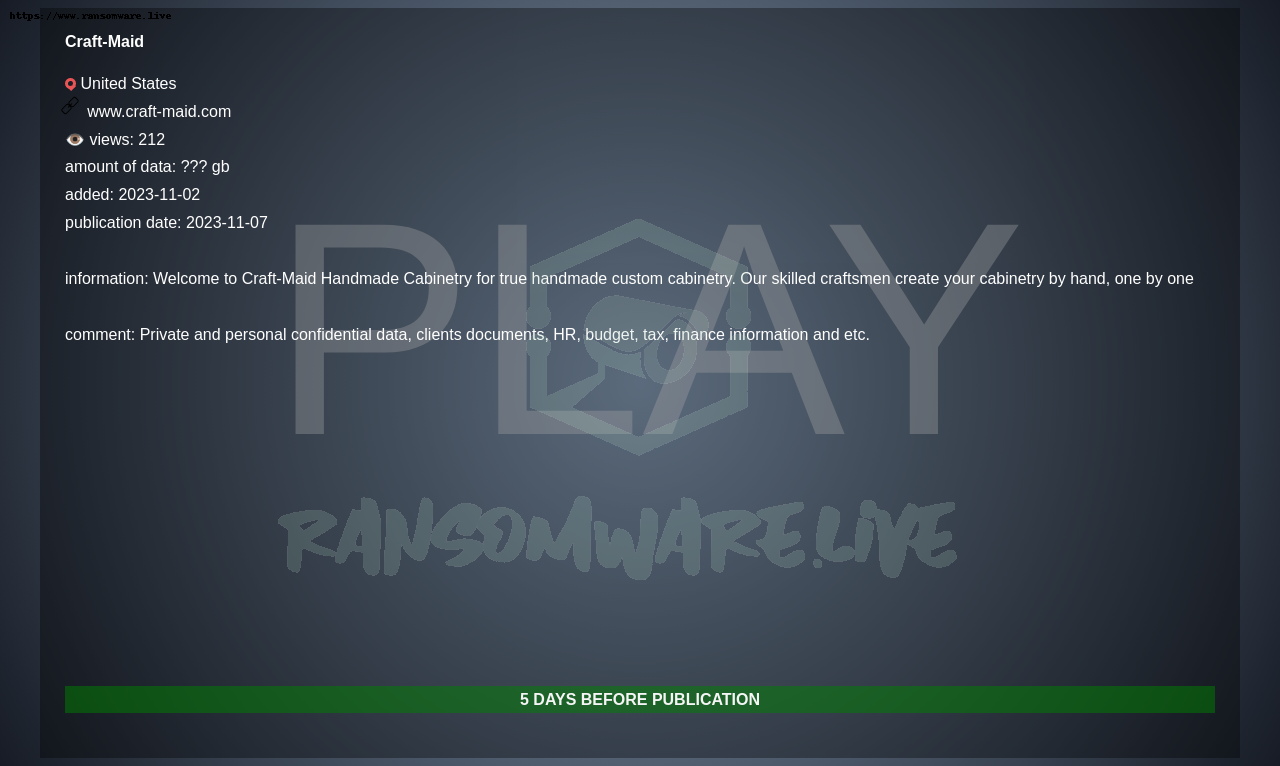 https://www.ransomware.live
Craft-Maid
United States
www.craft-maid.com
views: 212
amount of data: ??? gb
added: 2023-11-02
publication date: 2023-11-07
PLAY
information: Welcome to Craft-Maid Handmade Cabinetry for true handmade custom cabinetry. Our skilled craftsmen create your cabinetry by hand, one by one
comment: Private and personal confidential data, clients documents, HR, budget, tax, finance information and etc.
RANSOMWARE.LIVE
5 DAYS BEFORE PUBLICATION